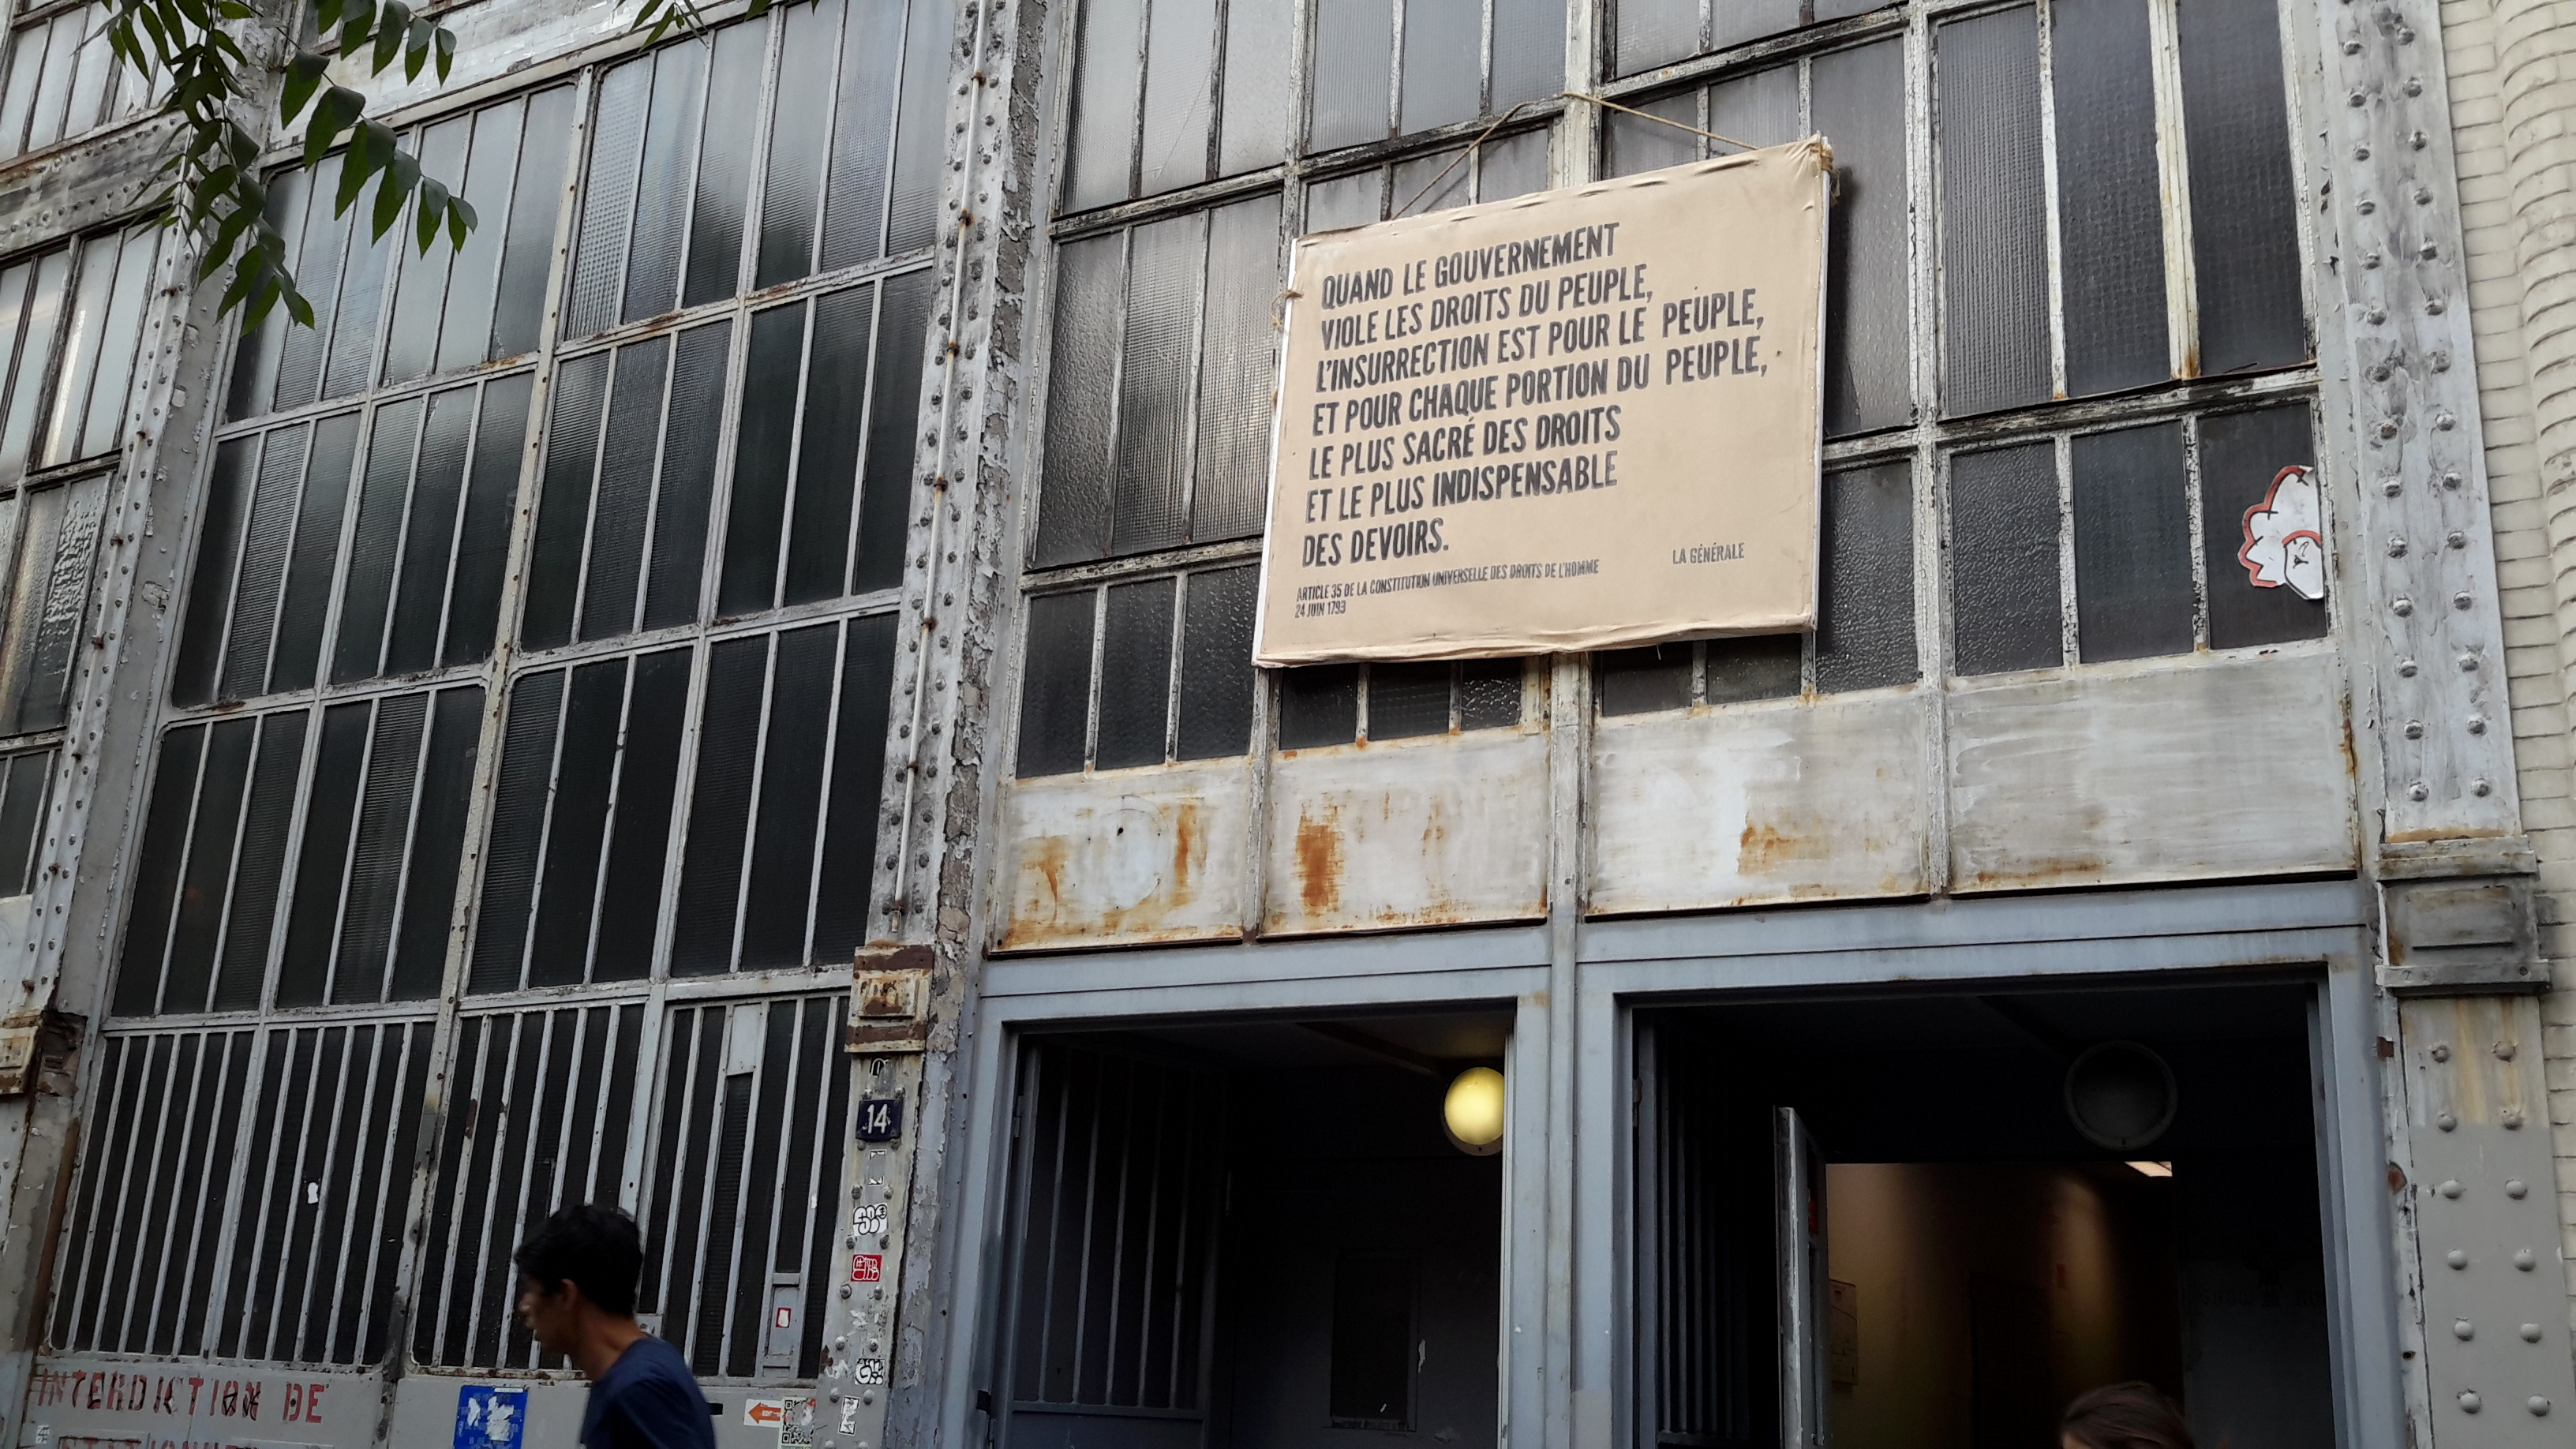 QUAND LE GOUVERNEMENT
VIOLE LES DROITS DU PEUPLE,
L'INSURRECTION EST POUR LE PEUPLE,
ET POUR CHAQUE PORTION DU PEUPLE,
LE PLUS SACRÉ DES DROITS
ET LE PLUS INDISPENSABLE
DES DEVOIRS.
ARTICLE 35 DE LA CONSTITUTION UNIVERSELLE DES DROITS DE L'HOMME
24 JUIN 1793
LA GÉNÉRALE
14
INTERDICTION DE